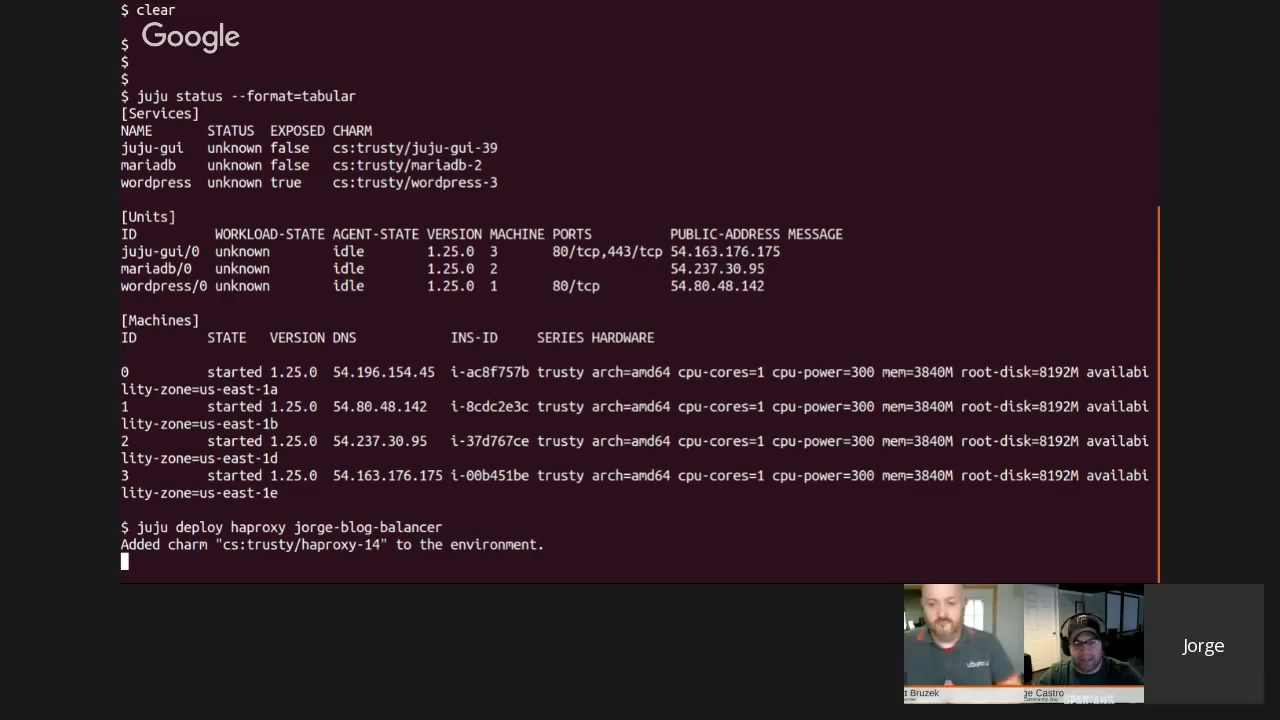 $ clear
Google
$
$
$
$ juju status --format=tabular
[Services]
NAME STATUS EXPOSED CHARM
juju-gui unknown false cs:trusty/juju-gui-39
mariadb unknown false cs:trusty/mariadb-2
wordpress unknown true cs:trusty/wordpress-3
[Units]
ID WORKLOAD-STATE AGENT-STATE VERSION MACHINE PORTS PUBLIC-ADDRESS MESSAGE
juju-gui/0 unknown idle 1.25.0 3 80/tcp,443/tcp 54.163.176.175
mariadb/0 unknown idle 1.25.0 2 54.237.30.95
wordpress/0 unknown idle 1.25.0 1 80/tcp 54.80.48.142
[Machines]
ID STATE VERSION DNS INS-ID SERIES HARDWARE
0 started 1.25.0 54.196.154.45 i-ac8f757b trusty arch=amd64 cpu-cores=1 cpu-power=300 mem=3840M root-disk=8192M availabi
lity-zone=us-east-1a
1 started 1.25.0 54.80.48.142 i-8cdc2e3c trusty arch=amd64 cpu-cores=1 cpu-power=300 mem=3840M root-disk=8192M availabi
lity-zone=us-east-1b
2 started 1.25.0 54.237.30.95 i-37d767ce trusty arch=amd64 cpu-cores=1 cpu-power=300 mem=3840M root-disk=8192M availabi
lity-zone=us-east-1d
3 started 1.25.0 54.163.176.175 i-00b451be trusty arch=amd64 cpu-cores=1 cpu-power=300 mem=3840M root-disk=8192M availabi
lity-zone=us-east-1e
$ juju deploy haproxy jorge-blog-balancer
Added charm "cs:trusty/haproxy-14" to the environment.
Jorge
t Bruzek
ge Castro